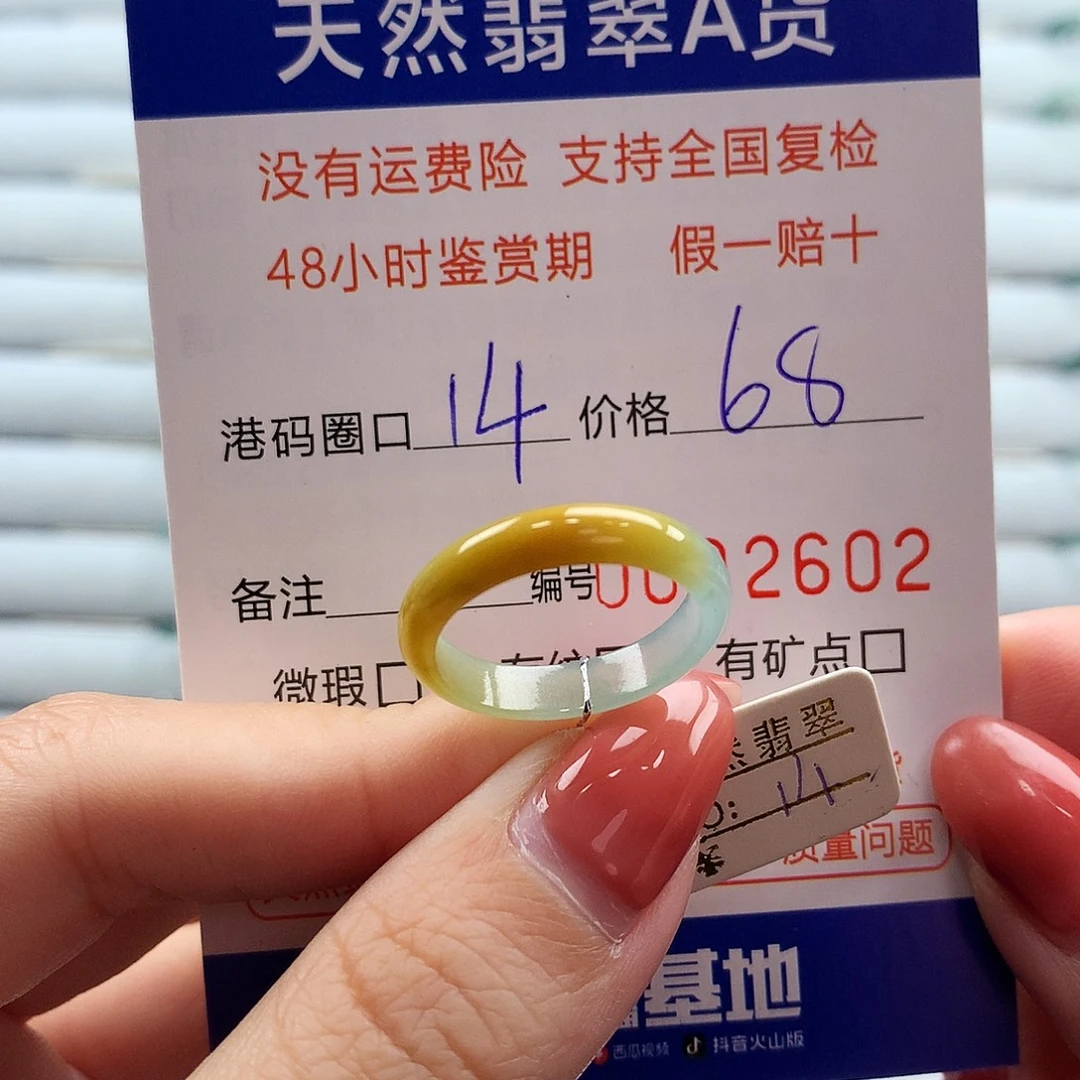 天然翡翠A货
没有运费险 支持全国复检
48小时鉴赏期 假一赔十
港码圈口 14 价格 68
备注 编号 2602
微瑕 有纹 有矿点
然翡翠
14
质量问题
基地
西瓜视频 抖音火山版